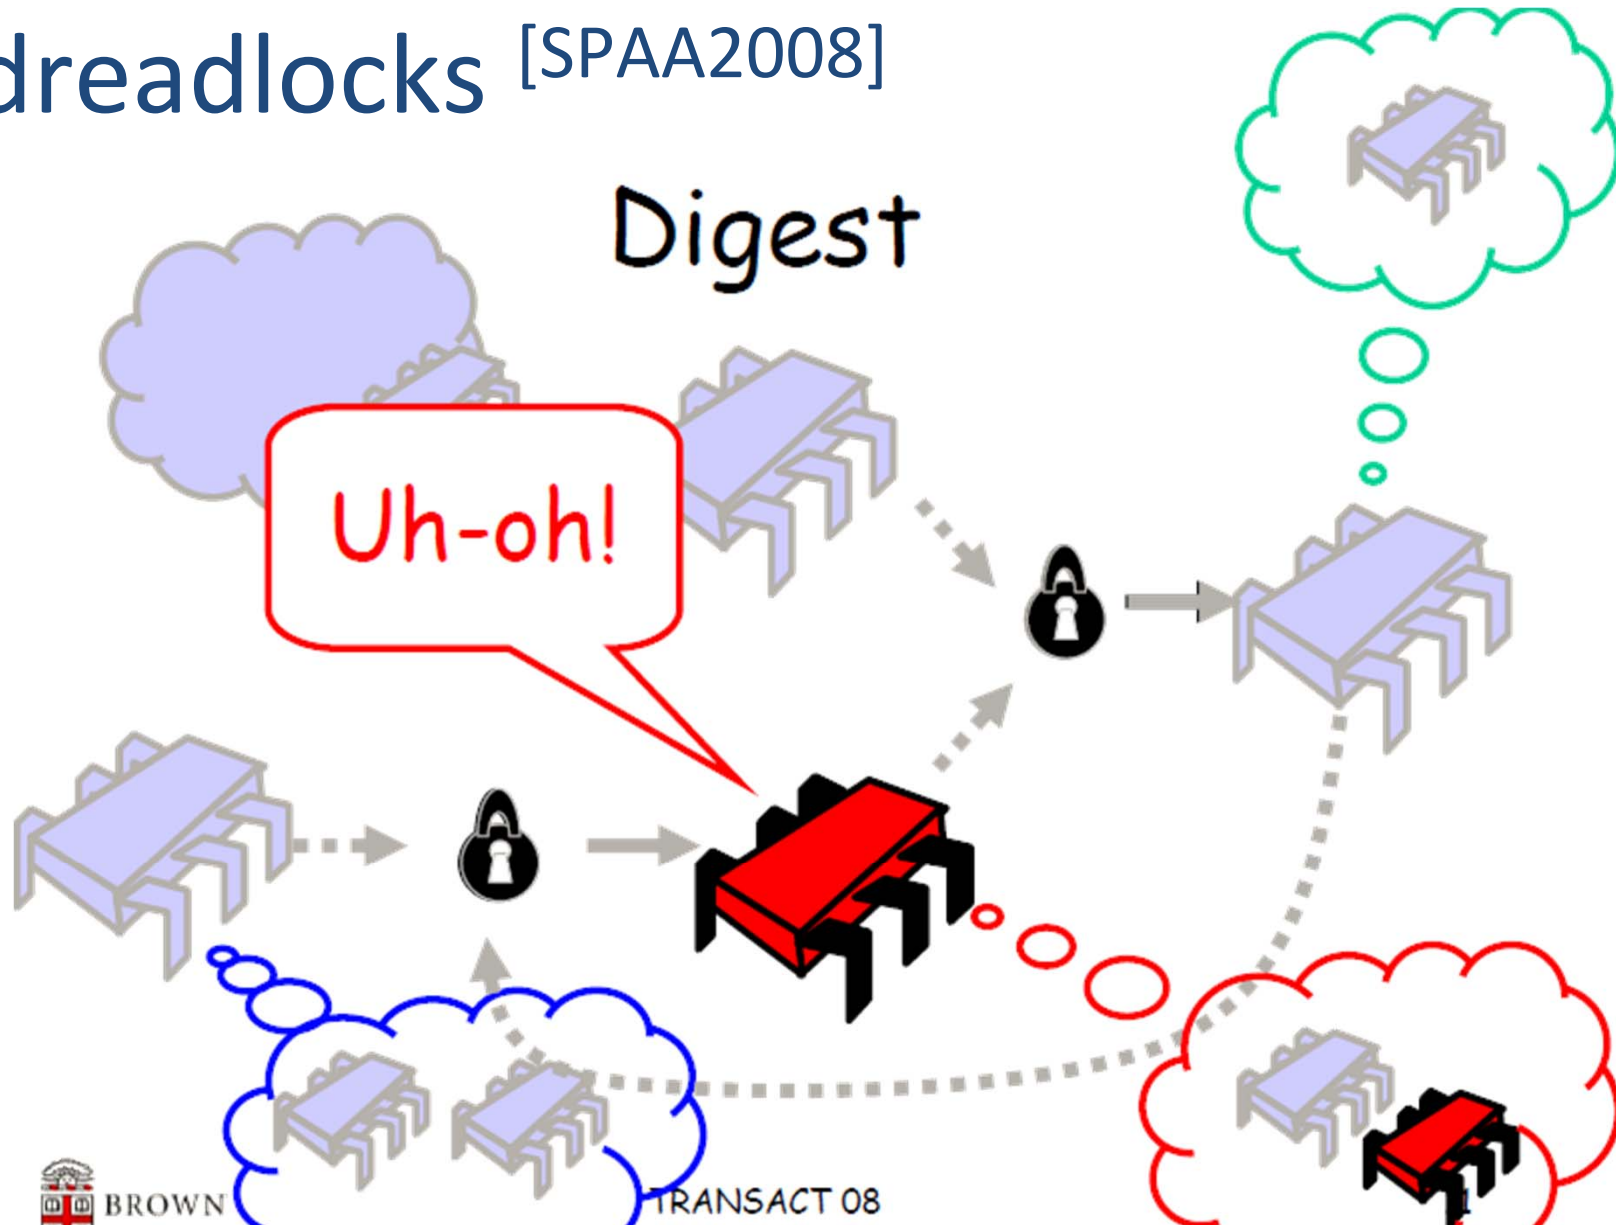 dreadlocks [SPAA2008]
Digest
Uh-oh!
BROWN
TRANSACT 08